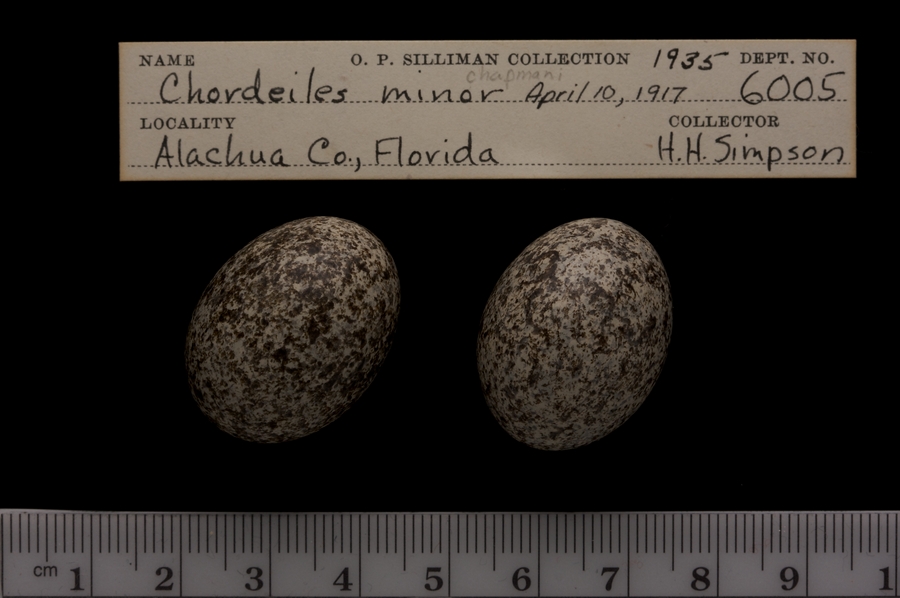 NAME O. P. SILLIMAN COLLECTION 1935 DEPT. NO.
chapmani
Chordeiles minor April 10, 1917 6005
LOCALITY COLLECTOR
Alachua Co., Florida H.H. Simpson
cm 1 2 3 4 5 6 7 8 9 1